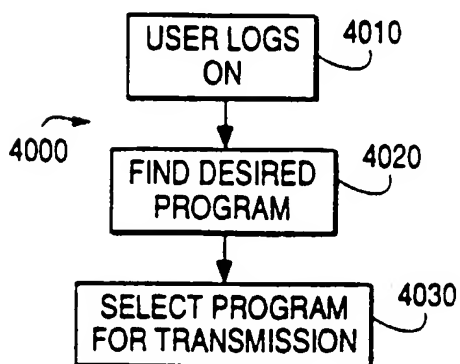 USER LOGS
ON
4010
4000
FIND DESIRED
PROGRAM
4020
SELECT PROGRAM
FOR TRANSMISSION
4030